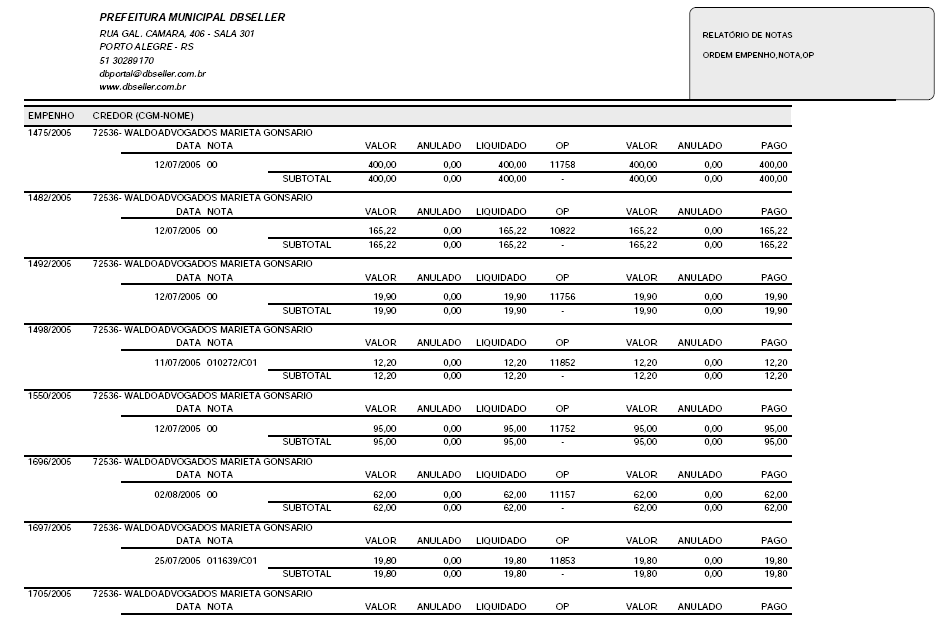 PREFEITURA MUNICIPAL DBSELLER
RUA GAL. CAMARA, 406 - SALA 301
PORTO ALEGRE - RS
51 30289170
dbportal@dbseller.com.br
www.dbseller.com.br
RELATÓRIO DE NOTAS
ORDEM EMPENHO,NOTA,OP
EMPENHO CREDOR (CGM-NOME)
1475/2005 72536- WALDOADVOGADOS MARIETA GONSARIO
DATA NOTA VALOR ANULADO LIQUIDADO OP VALOR ANULADO PAGO
12/07/2005 00 400,00 0,00 400,00 11758 400,00 0,00 400,00
SUBTOTAL 400,00 0,00 400,00 - 400,00 0,00 400,00
1482/2005 72536- WALDOADVOGADOS MARIETA GONSARIO
DATA NOTA VALOR ANULADO LIQUIDADO OP VALOR ANULADO PAGO
12/07/2005 00 165,22 0,00 165,22 10822 165,22 0,00 165,22
SUBTOTAL 165,22 0,00 165,22 - 165,22 0,00 165,22
1492/2005 72536- WALDOADVOGADOS MARIETA GONSARIO
DATA NOTA VALOR ANULADO LIQUIDADO OP VALOR ANULADO PAGO
12/07/2005 00 19,90 0,00 19,90 11756 19,90 0,00 19,90
SUBTOTAL 19,90 0,00 19,90 - 19,90 0,00 19,90
1498/2005 72536- WALDOADVOGADOS MARIETA GONSARIO
DATA NOTA VALOR ANULADO LIQUIDADO OP VALOR ANULADO PAGO
11/07/2005 010272/C01 12,20 0,00 12,20 11852 12,20 0,00 12,20
SUBTOTAL 12,20 0,00 12,20 - 12,20 0,00 12,20
1550/2005 72536- WALDOADVOGADOS MARIETA GONSARIO
DATA NOTA VALOR ANULADO LIQUIDADO OP VALOR ANULADO PAGO
12/07/2005 00 95,00 0,00 95,00 11752 95,00 0,00 95,00
SUBTOTAL 95,00 0,00 95,00 - 95,00 0,00 95,00
1696/2005 72536- WALDOADVOGADOS MARIETA GONSARIO
DATA NOTA VALOR ANULADO LIQUIDADO OP VALOR ANULADO PAGO
02/08/2005 00 62,00 0,00 62,00 11157 62,00 0,00 62,00
SUBTOTAL 62,00 0,00 62,00 - 62,00 0,00 62,00
1697/2005 72536- WALDOADVOGADOS MARIETA GONSARIO
DATA NOTA VALOR ANULADO LIQUIDADO OP VALOR ANULADO PAGO
25/07/2005 011639/C01 19,80 0,00 19,80 11853 19,80 0,00 19,80
SUBTOTAL 19,80 0,00 19,80 - 19,80 0,00 19,80
1705/2005 72536- WALDOADVOGADOS MARIETA GONSARIO
DATA NOTA VALOR ANULADO LIQUIDADO OP VALOR ANULADO PAGO